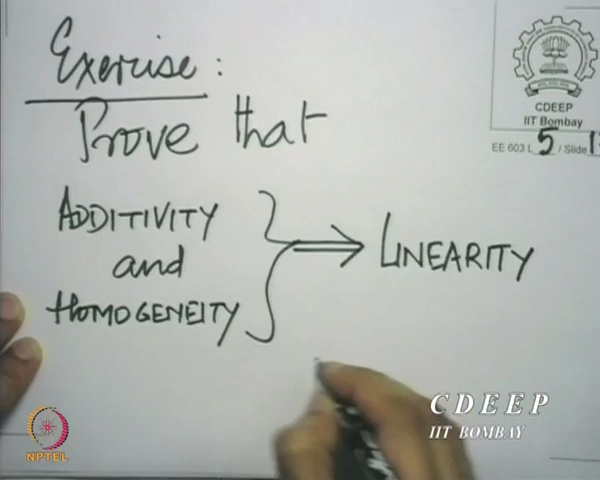 Exercise:
Prove that
ADDITIVITY
and
HOMOGENEITY
LINEARITY
CDEEP
IIT Bombay
EE 603 L 5 / Slide 1
CDEEP
IIT BOMBAY
NPTEL